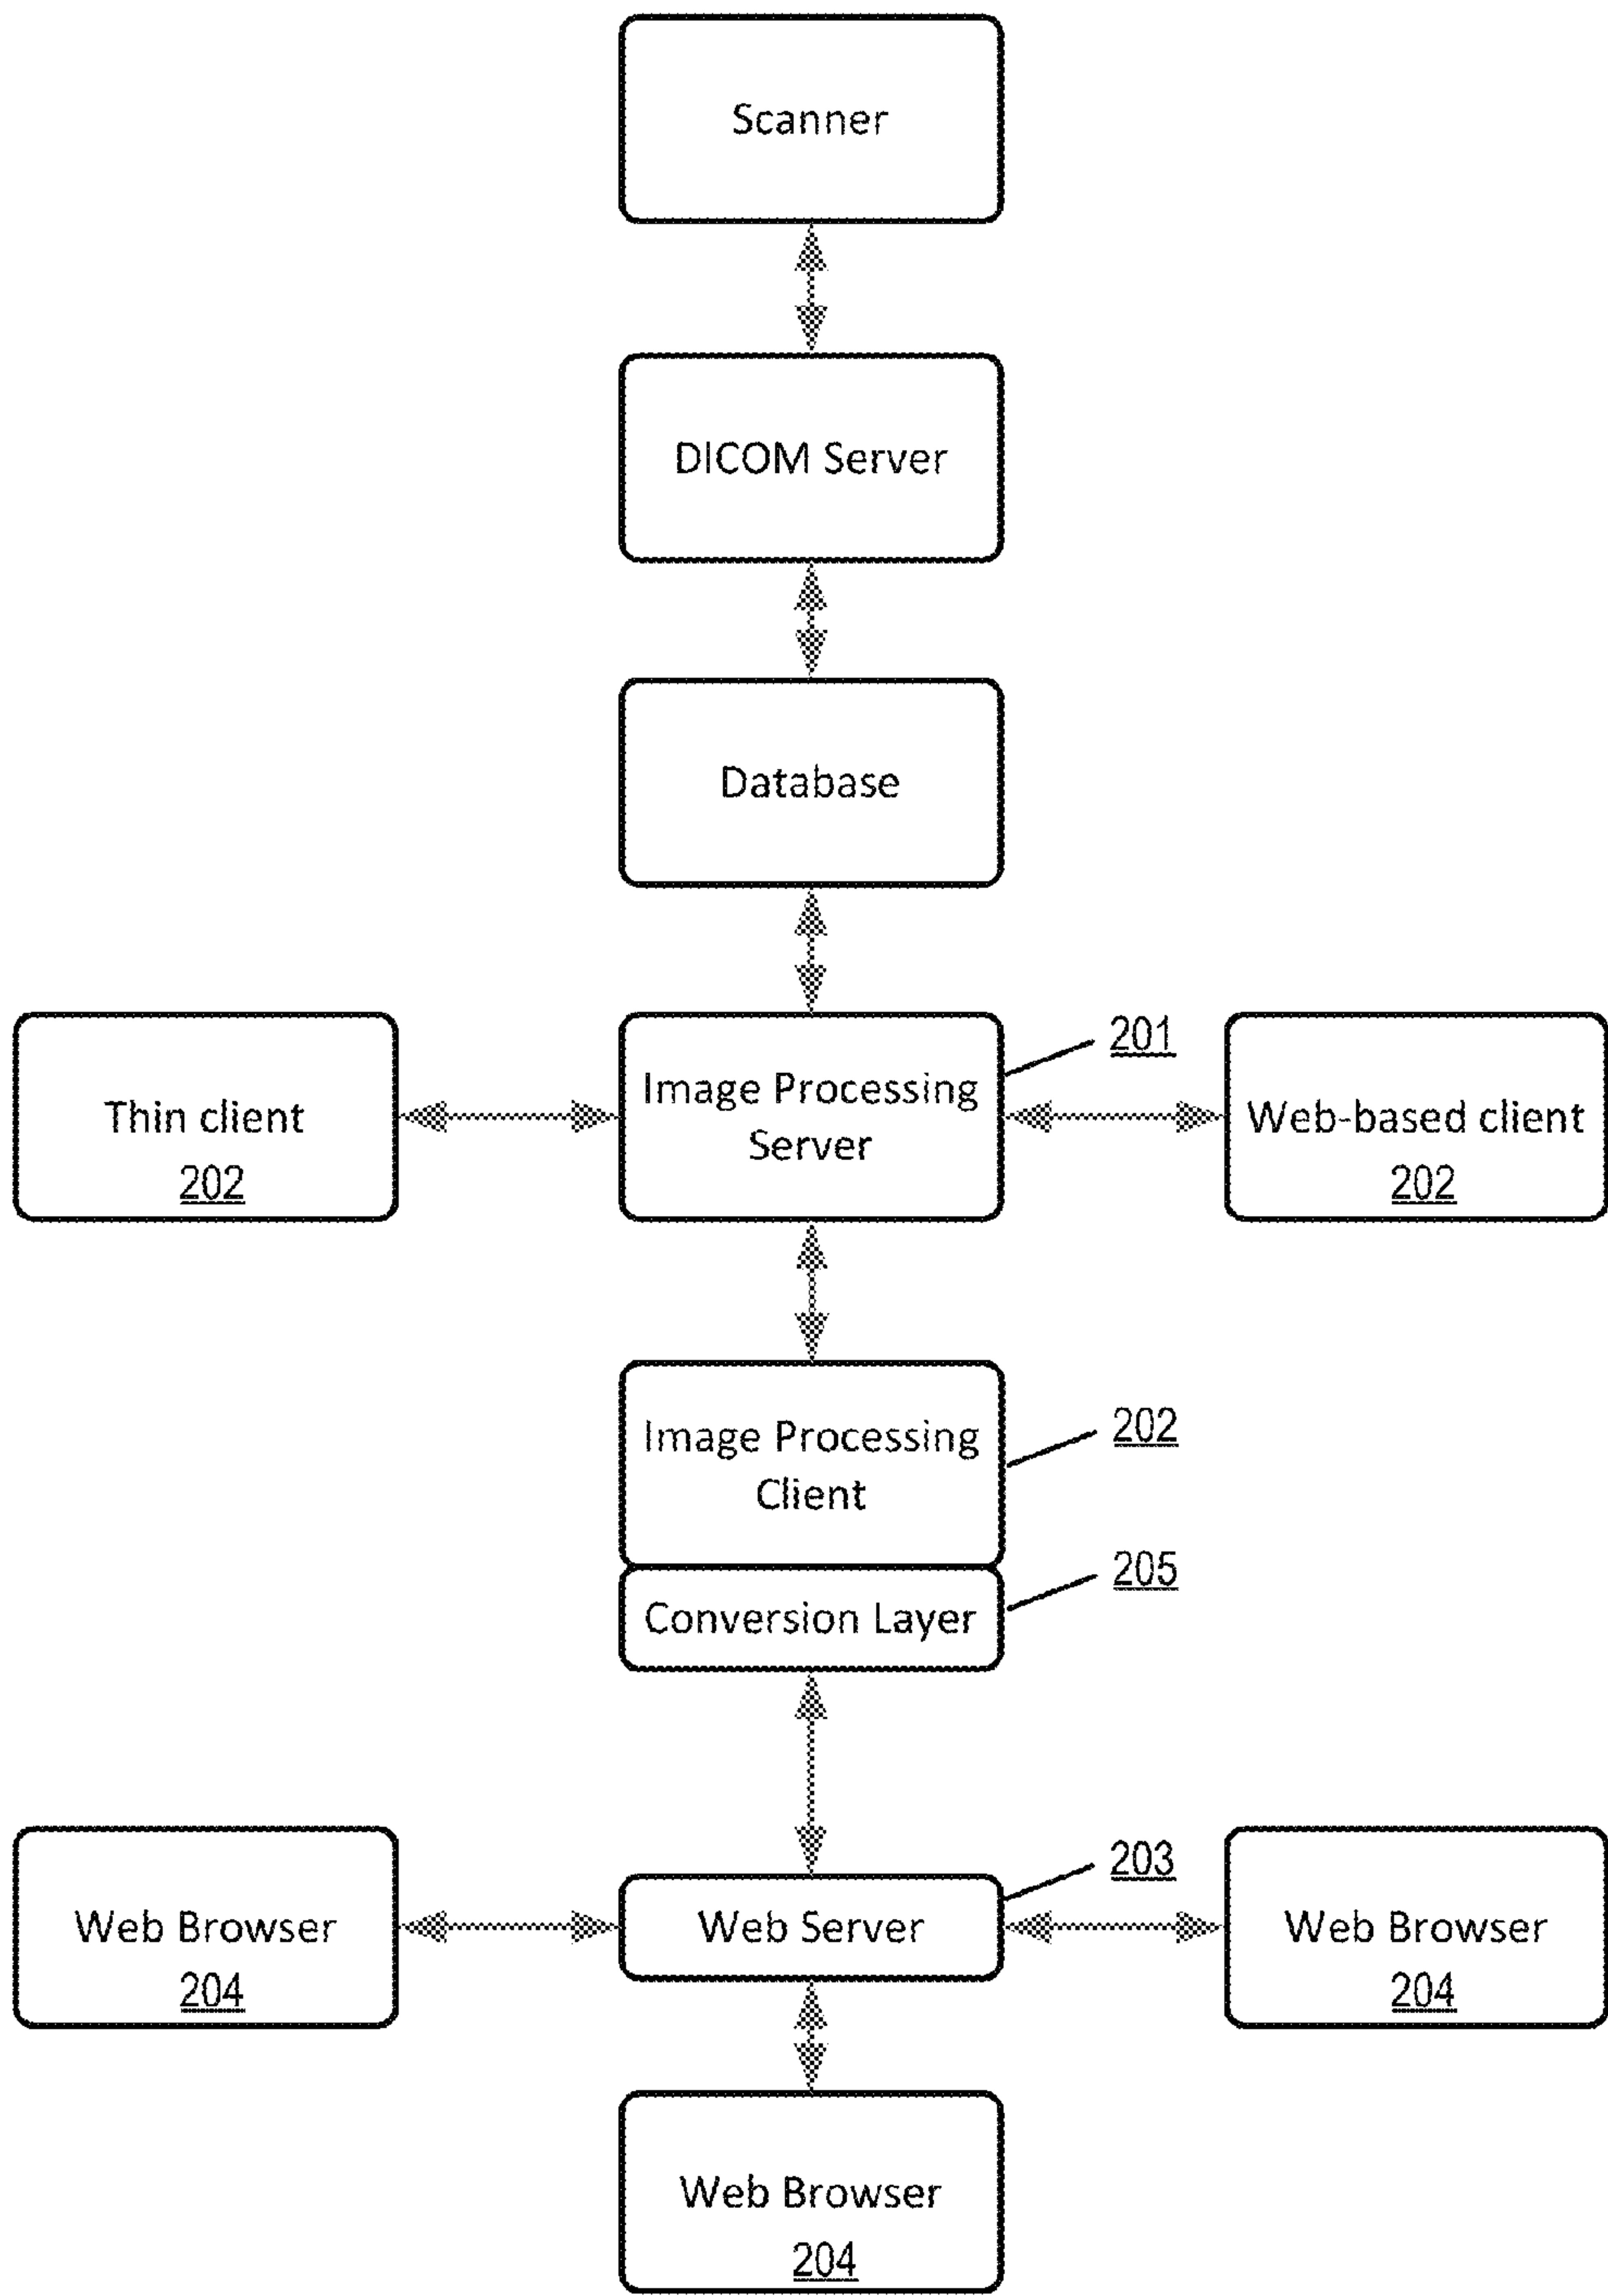 Scanner
DICOM Server
Database
Thin client
202
Image Processing
Server
201
Web-based client
202
Image Processing
Client
202
Conversion Layer
205
Web Browser
204
Web Server
203
Web Browser
204
Web Browser
204